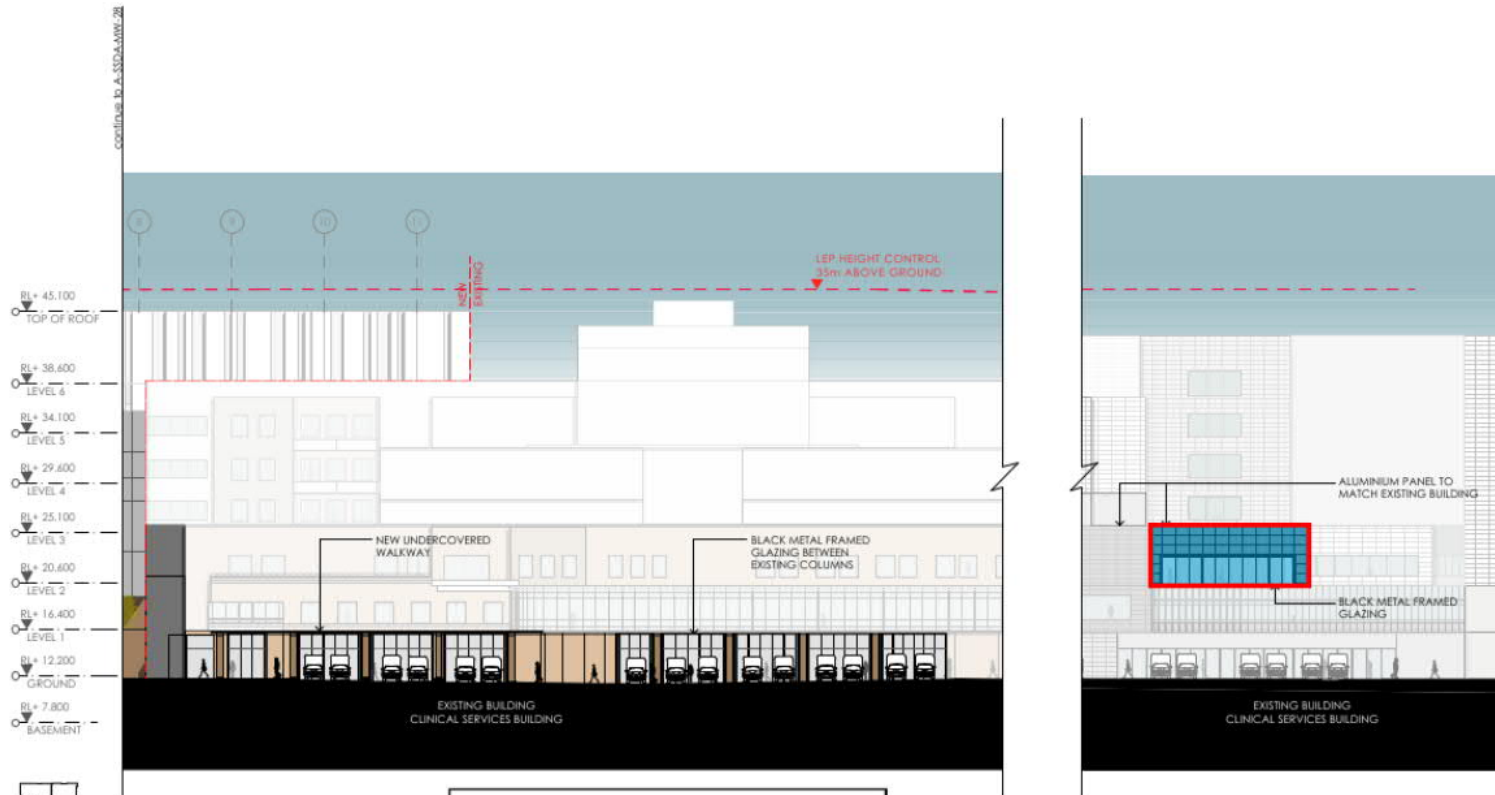 continue to A-SSDA-MW-28
8
9
10
11
NEW
EXISTING
LEP HEIGHT CONTROL
35m ABOVE GROUND
RL+ 45.100
TOP OF ROOF
RL+ 38.600
LEVEL 6
RL+ 34.100
LEVEL 5
RL+ 29.600
LEVEL 4
RL+ 25.100
LEVEL 3
RL+ 20.600
LEVEL 2
RL+ 16.400
LEVEL 1
RL+ 12.200
GROUND
RL+ 7.800
BASEMENT
NEW UNDERCOVERED
WALKWAY
BLACK METAL FRAMED
GLAZING BETWEEN
EXISTING COLUMNS
EXISTING BUILDING
CLINICAL SERVICES BUILDING
ALUMINIUM PANEL TO
MATCH EXISTING BUILDING
BLACK METAL FRAMED
GLAZING
EXISTING BUILDING
CLINICAL SERVICES BUILDING